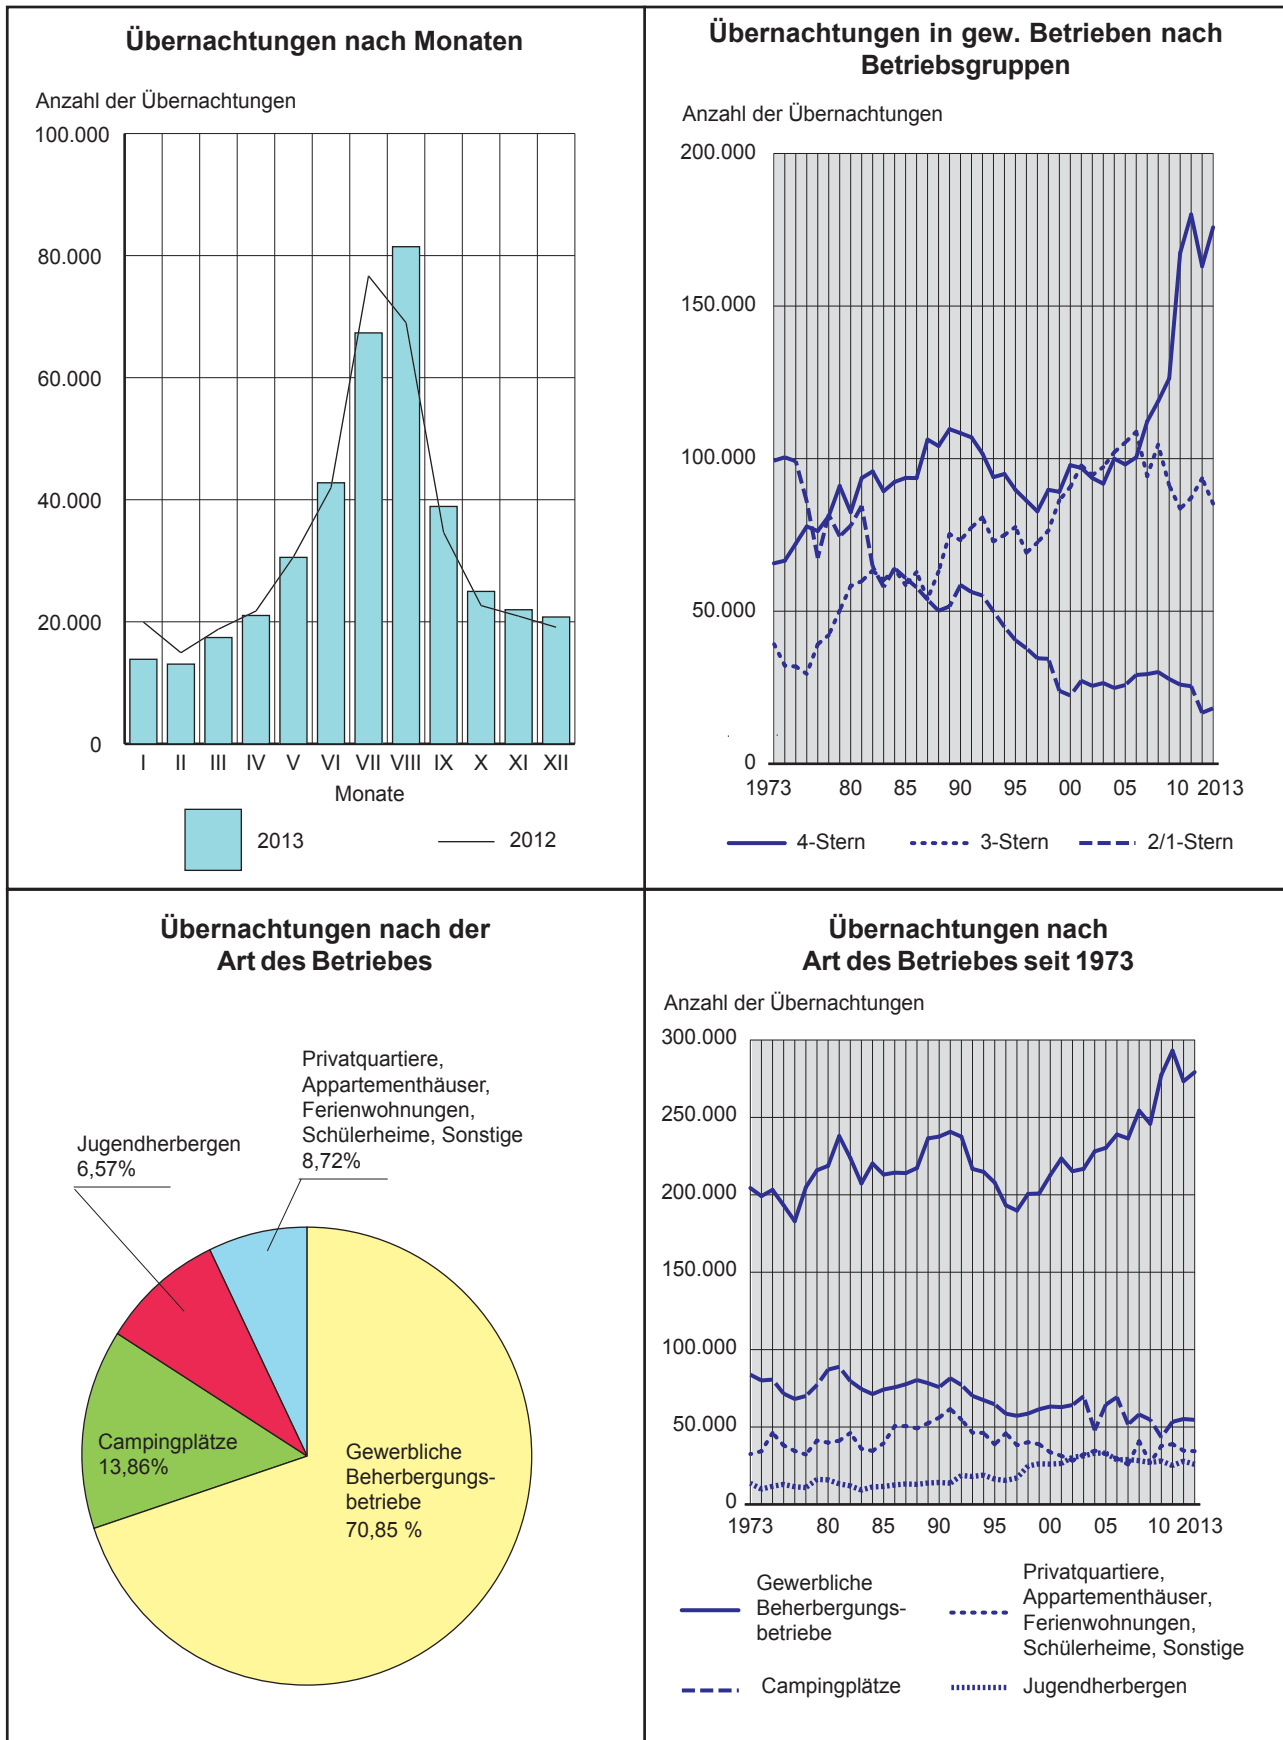 Übernachtungen nach Monaten
Anzahl der Übernachtungen
100.000
80.000
60.000
40.000
20.000
0
I II III IV V VI VII VIII IX X XI XII
Monate
2013 2012
Übernachtungen in gew. Betrieben nach
Betriebsgruppen
Anzahl der Übernachtungen
200.000
150.000
100.000
50.000
0
1973 80 85 90 95 00 05 10 2013
4-Stern 3-Stern 2/1-Stern
Übernachtungen nach der
Art des Betriebes
Privatquartiere,
Appartementhäuser,
Ferienwohnungen,
Schülerheime, Sonstige
8,72%
Jugendherbergen
6,57%
Campingplätze
13,86%
Gewerbliche
Beherbergungs-
betriebe
70,85 %
Übernachtungen nach
Art des Betriebes seit 1973
Anzahl der Übernachtungen
300.000
250.000
200.000
150.000
100.000
50.000
0
1973 80 85 90 95 00 05 10 2013
Gewerbliche
Beherbergungs-
betriebe
Privatquartiere,
Appartementhäuser,
Ferienwohnungen,
Schülerheime, Sonstige
Campingplätze
Jugendherbergen